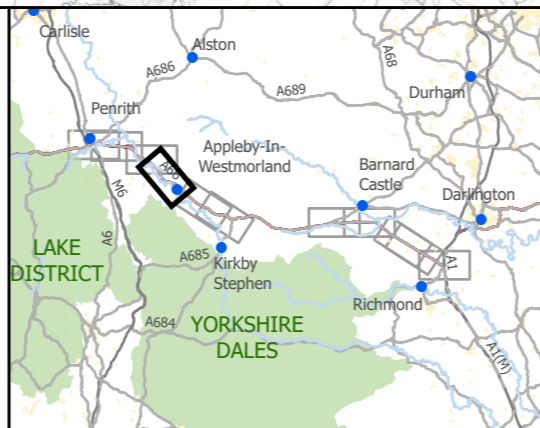 Carlisle
Alston
A68
A686
A689
Durham
Penrith
Appleby-In-
Westmorland
Barnard
Castle
Darlington
A66
M6
A6
LAKE
DISTRICT
A685
Kirkby
Stephen
A1
Richmond
A684
YORKSHIRE
DALES
A1(M)